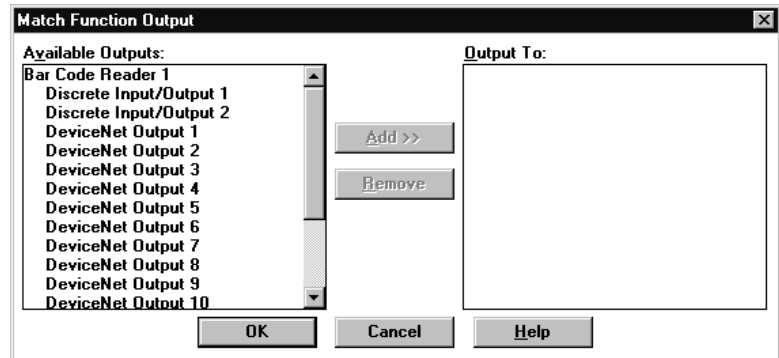 Match Function Output
Available Outputs:
Bar Code Reader 1
Discrete Input/Output 1
Discrete Input/Output 2
DeviceNet Output 1
DeviceNet Output 2
DeviceNet Output 3
DeviceNet Output 4
DeviceNet Output 5
DeviceNet Output 6
DeviceNet Output 7
DeviceNet Output 8
DeviceNet Output 9
DeviceNet Output 10
Add >>
Remove
Output To:
OK
Cancel
Help